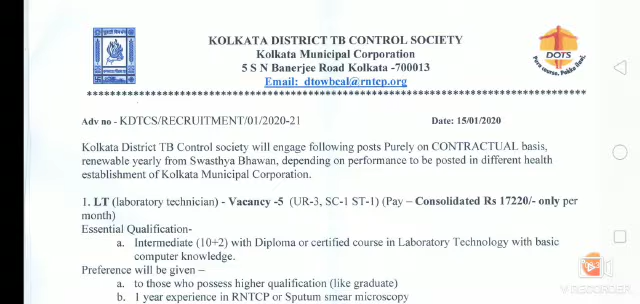 KOLKATA DISTRICT TB CONTROL SOCIETY
Kolkata Municipal Corporation
5 S N Banerjee Road Kolkata -700013
Email: dtowbcal@rntcp.org
DOTS
Pura course, Pakka ilaaj.
Adv no - KDTCS/RECRUITMENT/01/2020-21 Date: 15/01/2020
Kolkata District TB Control society will engage following posts Purely on CONTRACTUAL basis,
renewable yearly from Swasthya Bhawan, depending on performance to be posted in different health
establishment of Kolkata Municipal Corporation.
1. LT (laboratory technician) - Vacancy -5 (UR-3, SC-1 ST-1) (Pay – Consolidated Rs 17220/- only per
month)
Essential Qualification-
a. Intermediate (10+2) with Diploma or certified course in Laboratory Technology with basic
computer knowledge.
Preference will be given –
a. to those who possess higher qualification (like graduate)
b. 1 year experience in RNTCP or Sputum smear microscopy
VIRECORDER